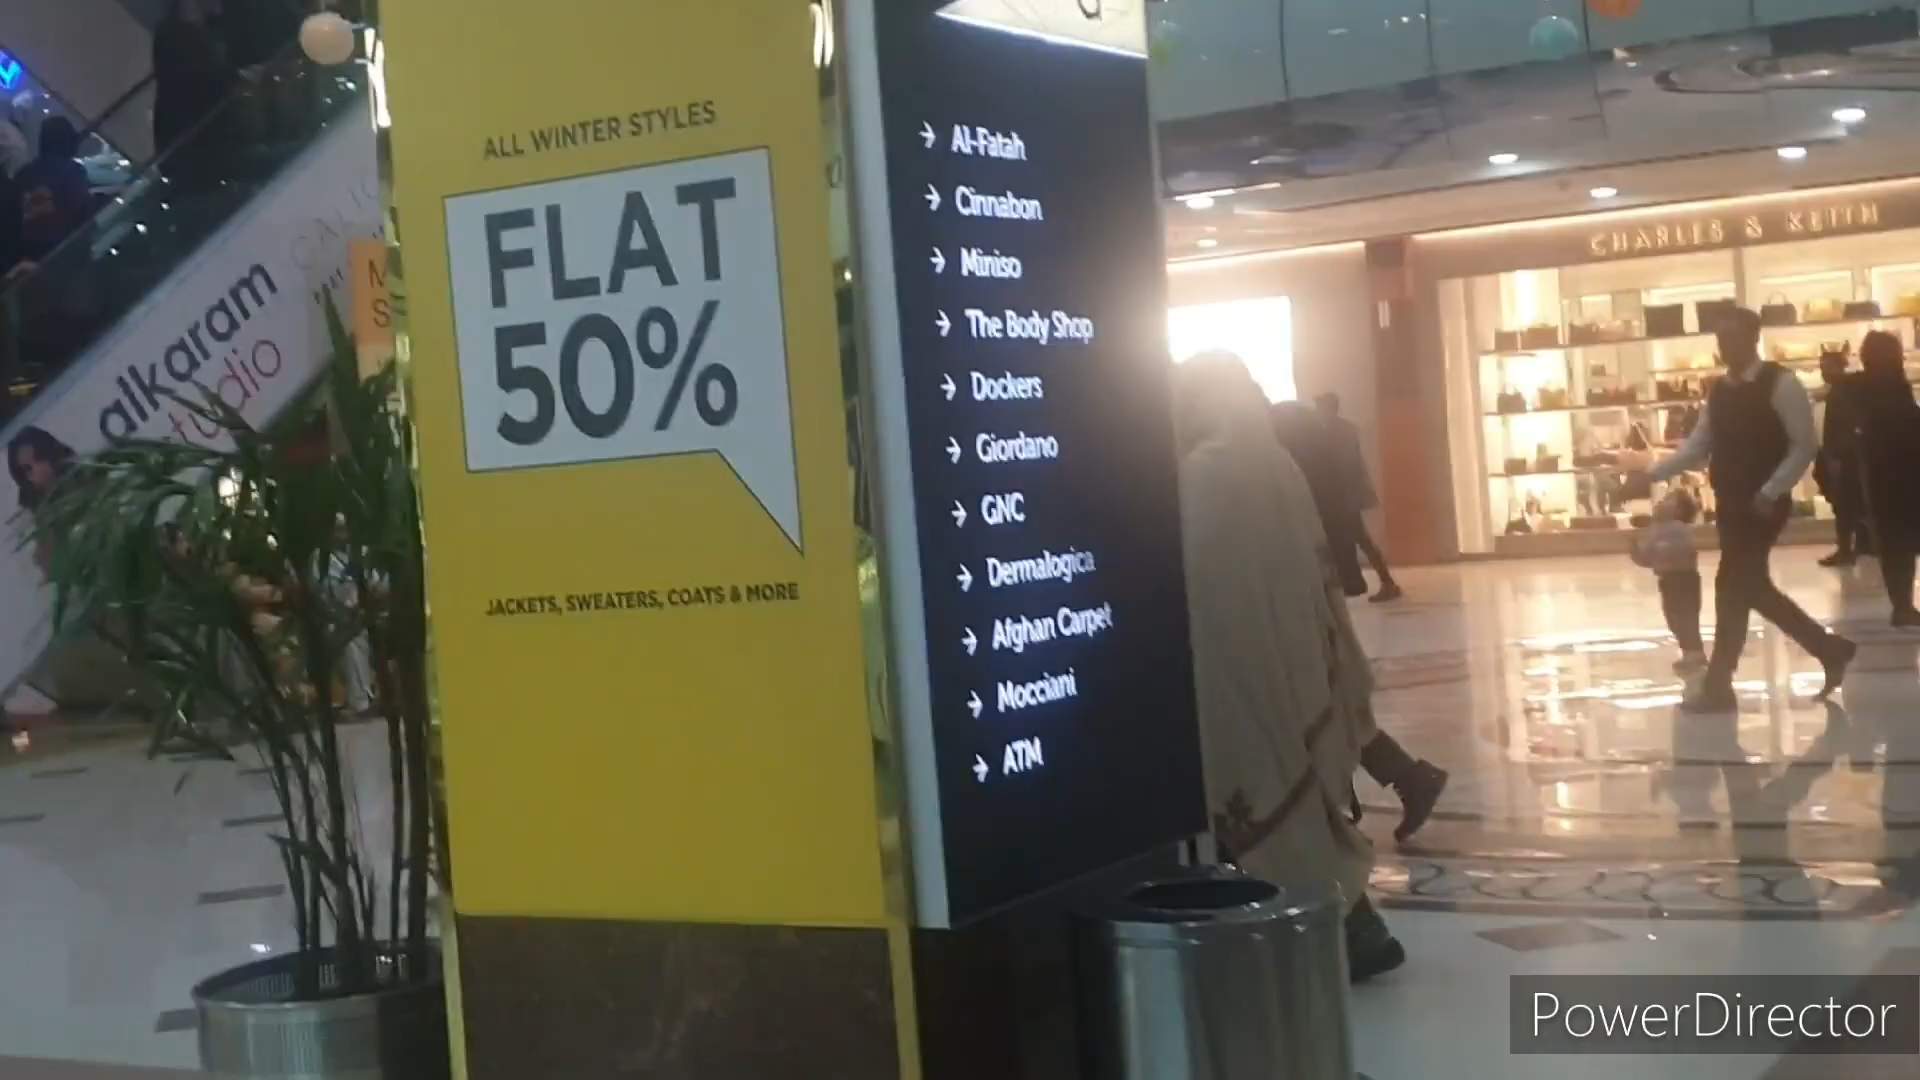 alkaram
studio
M
S
ALL WINTER STYLES
FLAT
50%
JACKETS, SWEATERS, COATS & MORE
→ Al-Fatah
→ Cinnabon
→ Miniso
→ The Body Shop
→ Dockers
→ Giordano
→ GNC
→ Dermalogica
→ Afghan Carpet
→ Mocciani
→ ATM
CHARLES & KEITH
PowerDirector